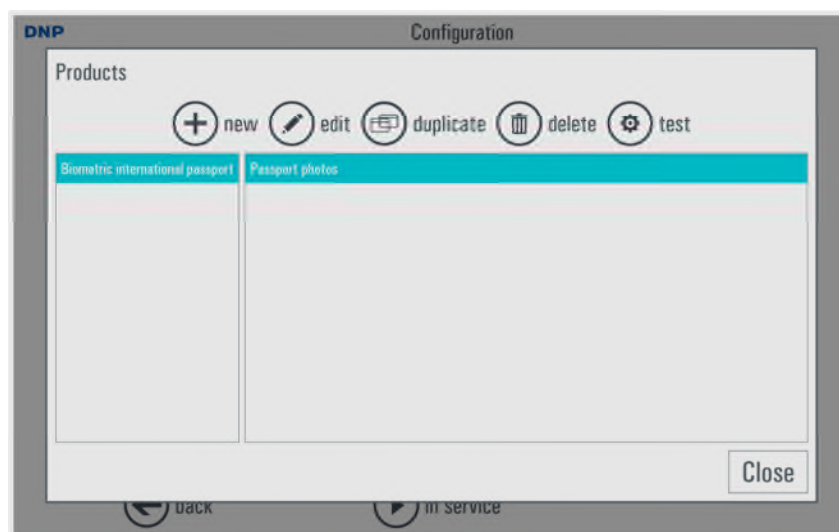 DNP Configuration
Products
new edit duplicate delete test
Biometric international passport Passport photos
Close
back in service